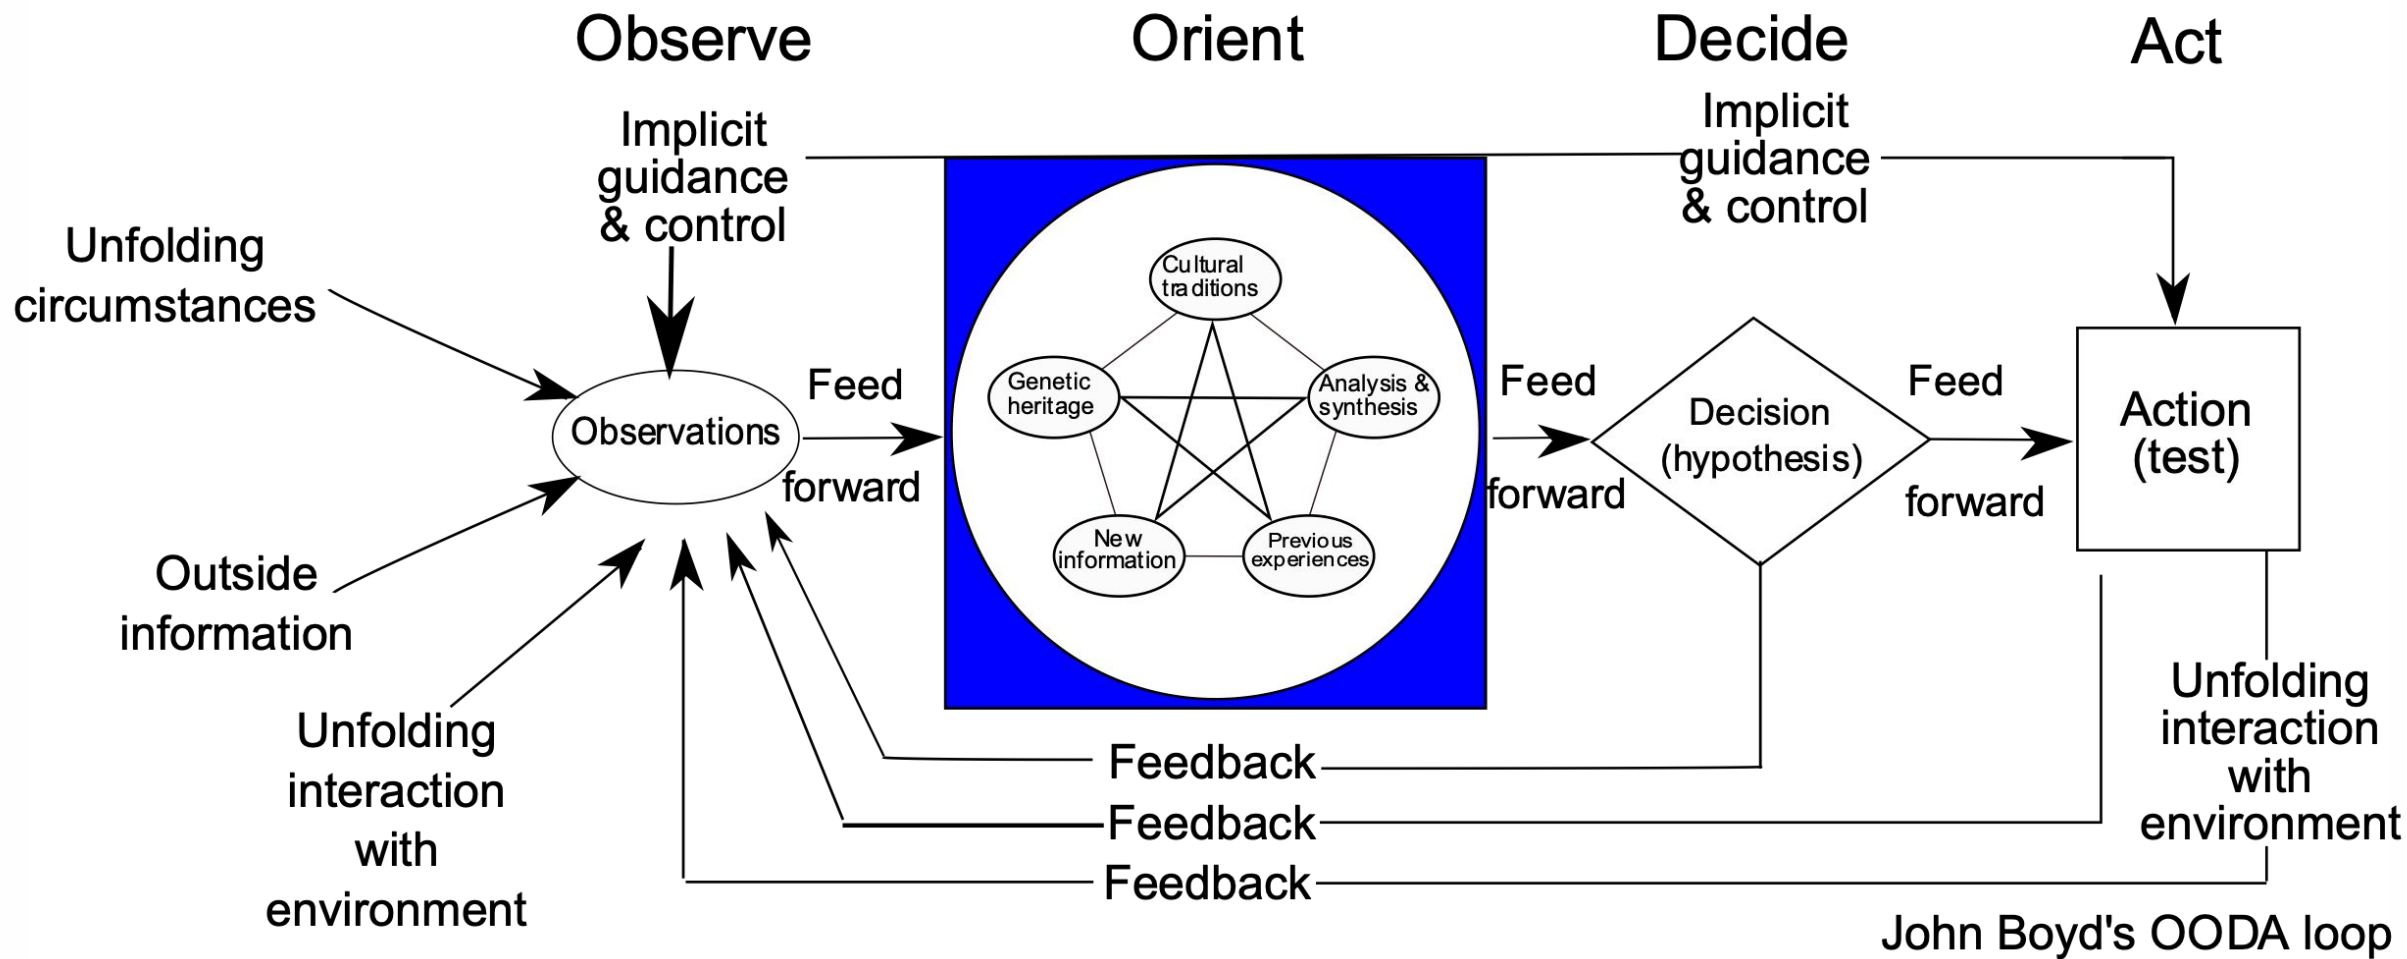 Observe
Orient
Decide
Act
Implicit
guidance
& control
Implicit
guidance
& control
Unfolding
circumstances
Outside
information
Unfolding
interaction
with
environment
Observations
Feed
forward
Cultural
traditions
Genetic
heritage
Analysis &
synthesis
New
information
Previous
experiences
Feed
forward
Decision
(hypothesis)
Feed
forward
Action
(test)
Unfolding
interaction
with
environment
Feedback
Feedback
Feedback
John Boyd's OODA loop